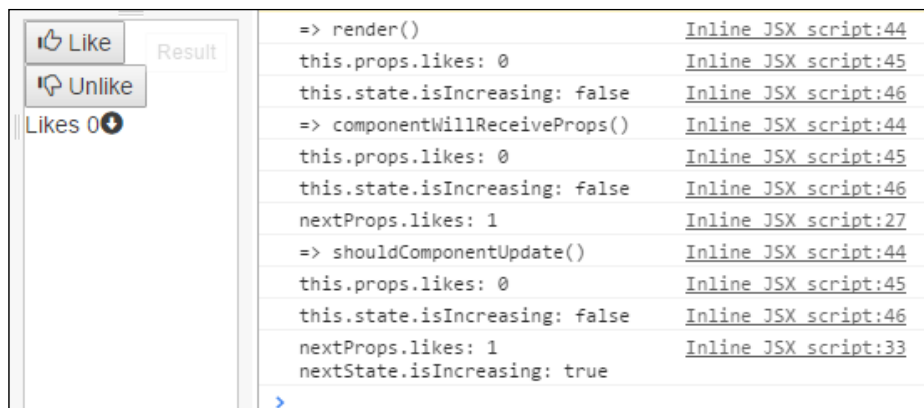 Like
Result
Unlike
Likes 0
=> render() Inline JSX script:44
this.props.likes: 0 Inline JSX script:45
this.state.isIncreasing: false Inline JSX script:46
=> componentWillReceiveProps() Inline JSX script:44
this.props.likes: 0 Inline JSX script:45
this.state.isIncreasing: false Inline JSX script:46
nextProps.likes: 1 Inline JSX script:27
=> shouldComponentUpdate() Inline JSX script:44
this.props.likes: 0 Inline JSX script:45
this.state.isIncreasing: false Inline JSX script:46
nextProps.likes: 1 Inline JSX script:33
nextState.isIncreasing: true
>